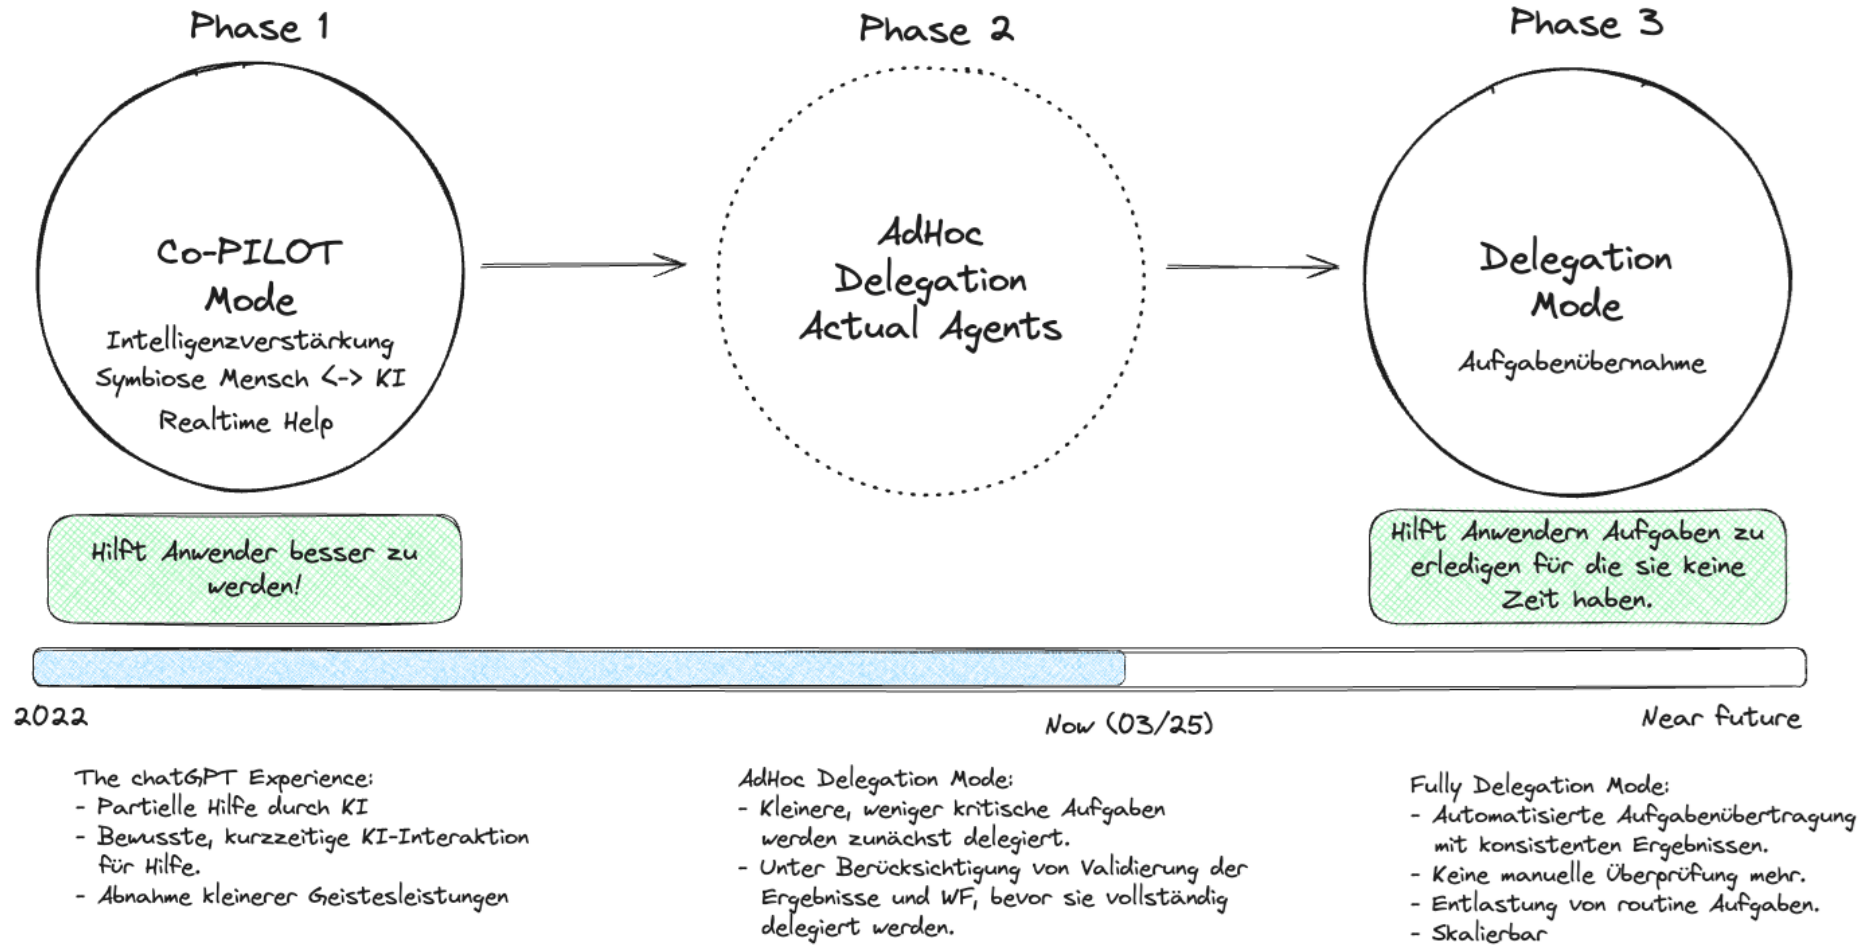 Phase 1
Phase 2
Phase 3
Co-PILOT
Mode
Intelligenzverstärkung
Symbiose Mensch <-> KI
Realtime Help
AdHoc
Delegation
Actual Agents
Delegation
Mode
Aufgabenübernahme
Hilft Anwender besser zu
werden!
Hilft Anwendern Aufgaben zu
erledigen für die sie keine
Zeit haben.
2022
Now (03/25)
Near future
The chatGPT Experience:
- Partielle Hilfe durch KI
- Bewusste, kurzzeitige KI-Interaktion
für Hilfe.
- Abnahme kleinerer Geistesleistungen
AdHoc Delegation Mode:
- Kleinere, weniger kritische Aufgaben
werden zunächst delegiert.
- Unter Berücksichtigung von Validierung der
Ergebnisse und WF, bevor sie vollständig
delegiert werden.
Fully Delegation Mode:
- Automatisierte Aufgabenübertragung
mit konsistenten Ergebnissen.
- Keine manuelle Überprüfung mehr.
- Entlastung von routine Aufgaben.
- Skalierbar